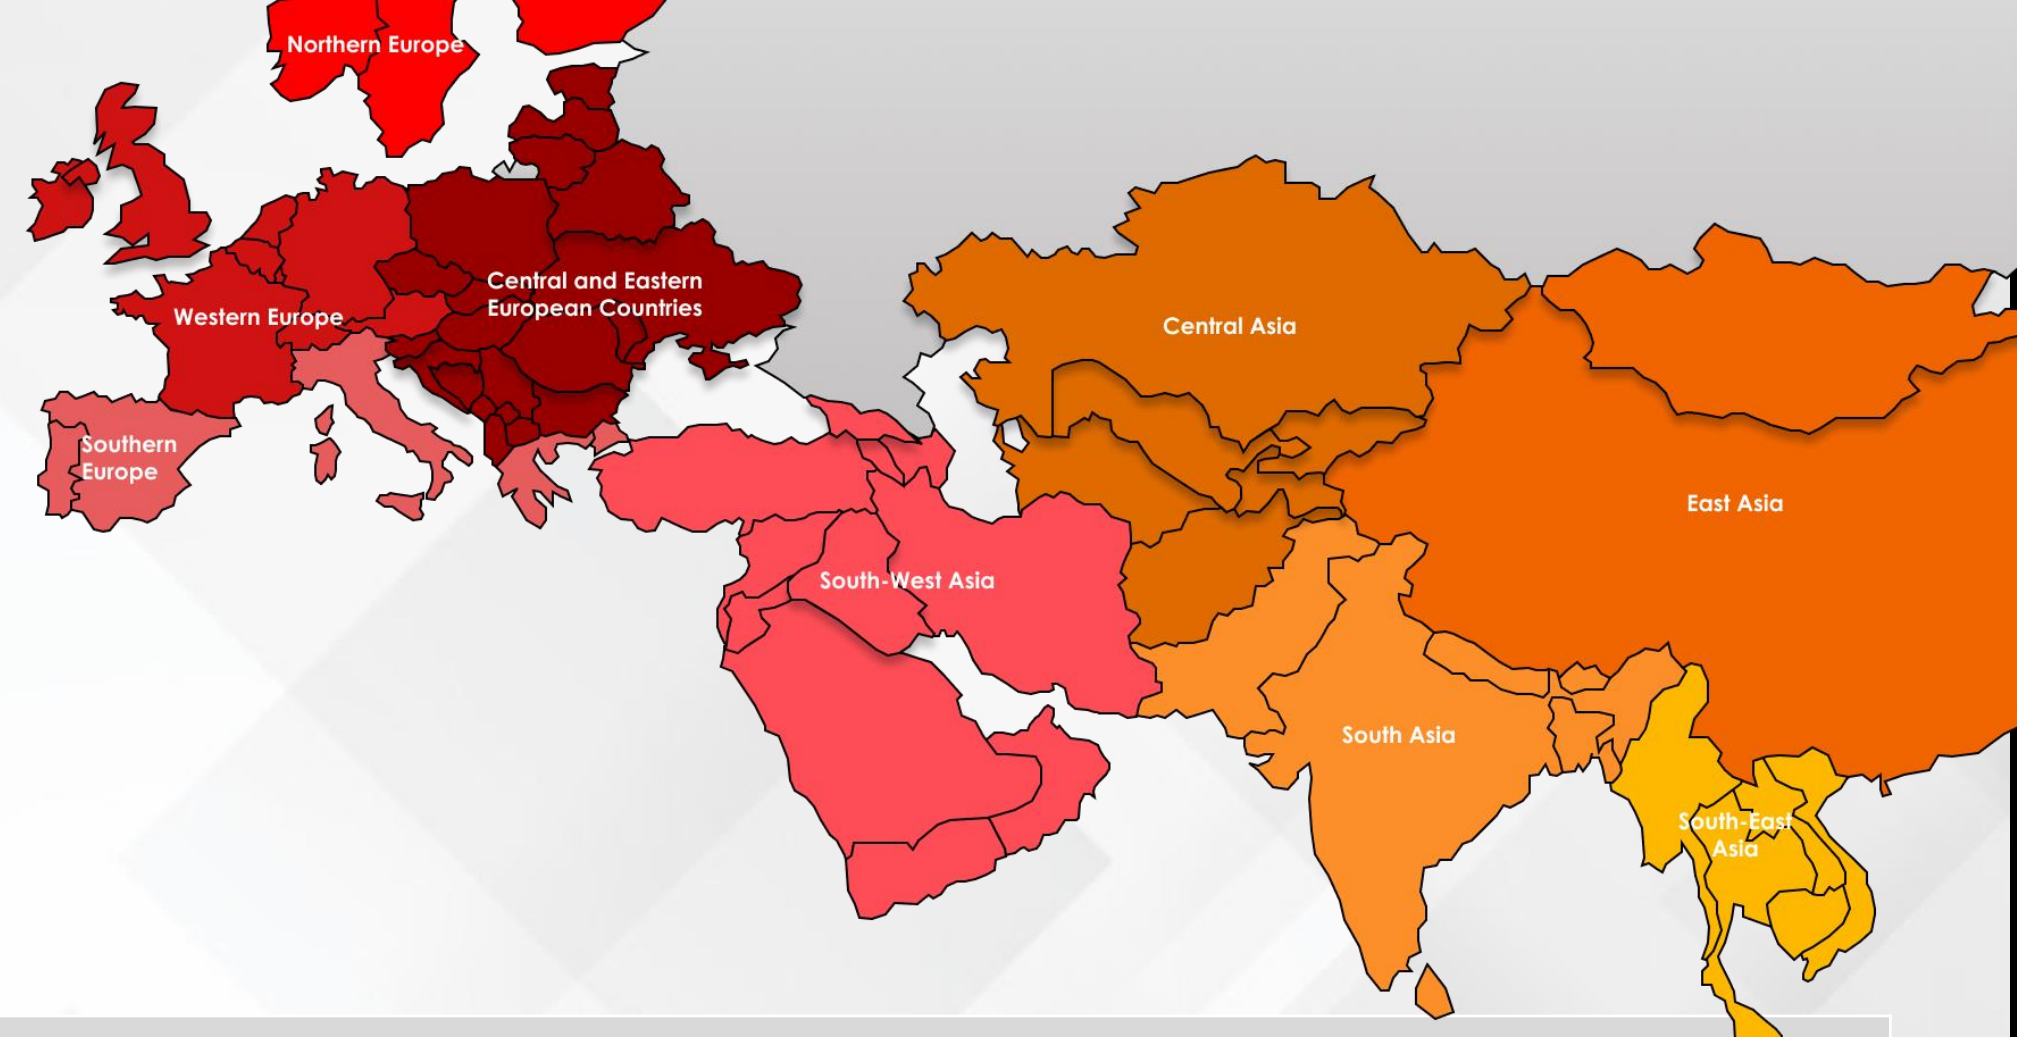 Northern Europe
Central and Eastern
European Countries
Western Europe
Central Asia
Southern
Europe
East Asia
South-West Asia
South Asia
South-East
Asia